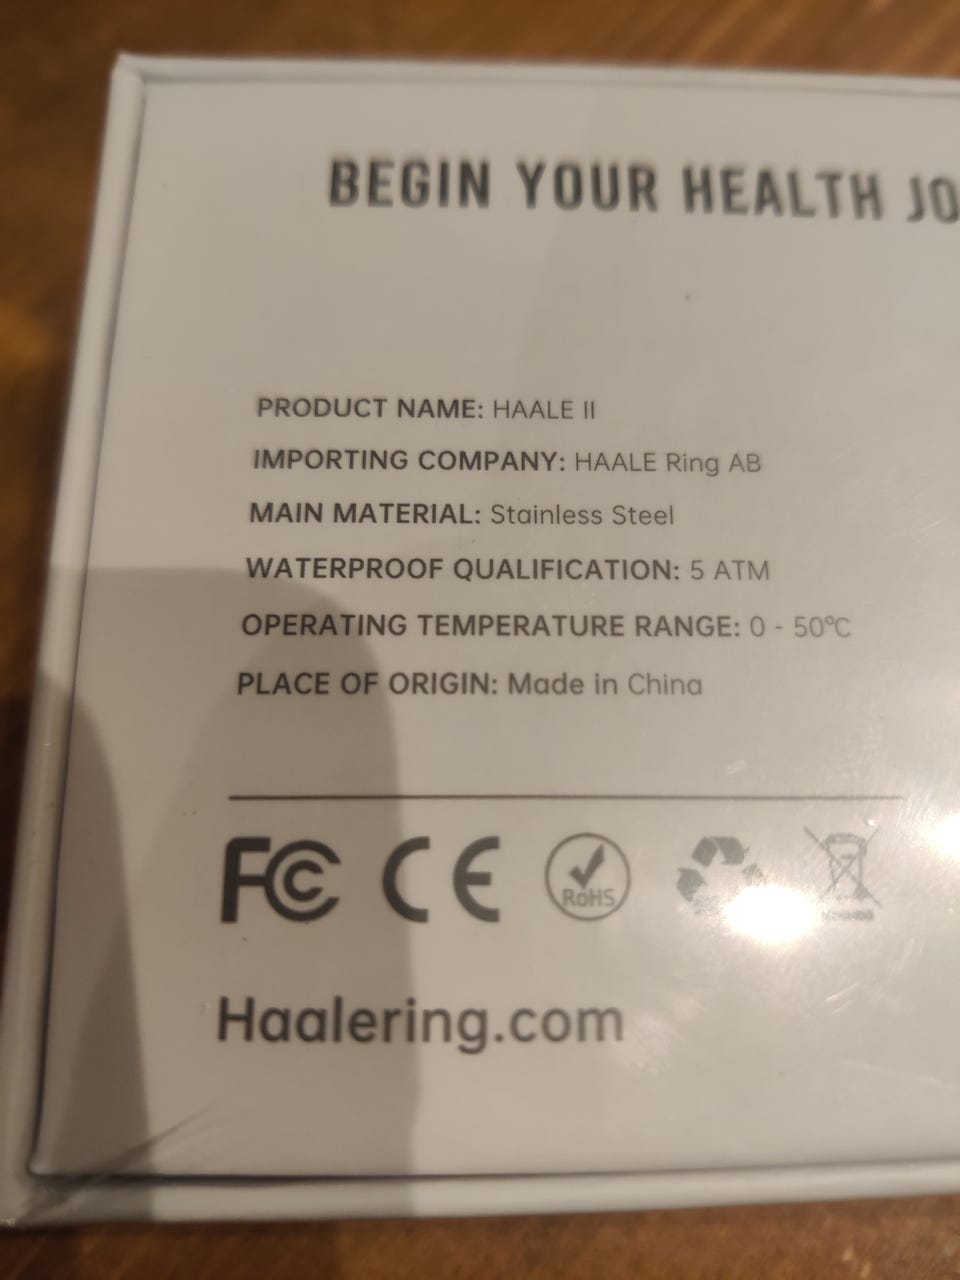 BEGIN YOUR HEALTH JO
PRODUCT NAME: HAALE II
IMPORTING COMPANY: HAALE Ring AB
MAIN MATERIAL: Stainless Steel
WATERPROOF QUALIFICATION: 5 ATM
OPERATING TEMPERATURE RANGE: 0 - 50°C
PLACE OF ORIGIN: Made in China
FC CE RoHS
Haalering.com